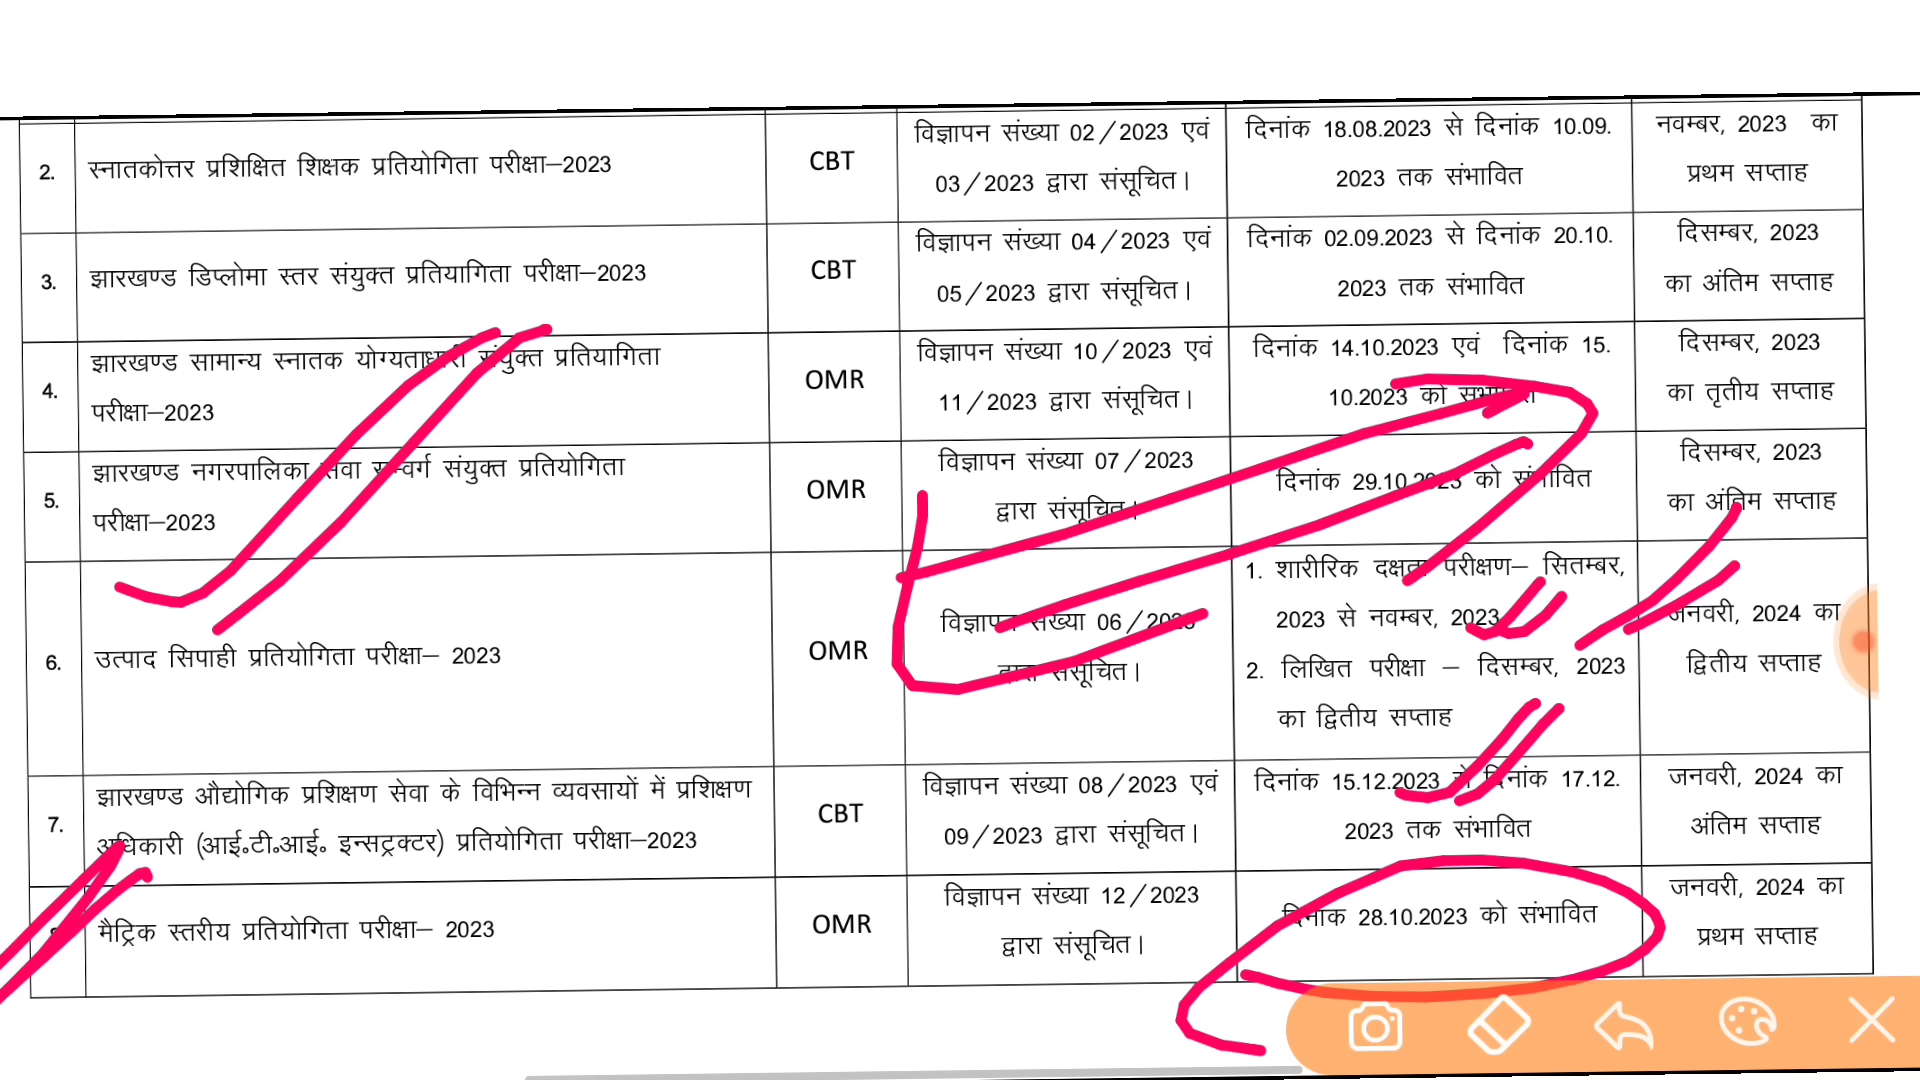 2. स्नातकोत्तर प्रशिक्षित शिक्षक प्रतियोगिता परीक्षा–2023 CBT विज्ञापन संख्या 02/2023 एवं 03/2023 द्वारा संसूचित। दिनांक 18.08.2023 से दिनांक 10.09.2023 तक संभावित नवम्बर, 2023 का प्रथम सप्ताह
3. झारखण्ड डिप्लोमा स्तर संयुक्त प्रतियागिता परीक्षा–2023 CBT विज्ञापन संख्या 04/2023 एवं 05/2023 द्वारा संसूचित। दिनांक 02.09.2023 से दिनांक 20.10.2023 तक संभावित दिसम्बर, 2023 का अंतिम सप्ताह
4. झारखण्ड सामान्य स्नातक योग्यताधारी संयुक्त प्रतियागिता परीक्षा–2023 OMR विज्ञापन संख्या 10/2023 एवं 11/2023 द्वारा संसूचित। दिनांक 14.10.2023 एवं दिनांक 15.10.2023 को संभावित दिसम्बर, 2023 का तृतीय सप्ताह
5. झारखण्ड नगरपालिका सेवा सम्वर्ग संयुक्त प्रतियोगिता परीक्षा–2023 OMR विज्ञापन संख्या 07/2023 द्वारा संसूचित। दिनांक 29.10.2023 को संभावित दिसम्बर, 2023 का अंतिम सप्ताह
6. उत्पाद सिपाही प्रतियोगिता परीक्षा– 2023 OMR विज्ञापन संख्या 06/2023 द्वारा संसूचित। 1. शारीरिक दक्षता परीक्षण– सितम्बर, 2023 से नवम्बर, 2023 2. लिखित परीक्षा – दिसम्बर, 2023 का द्वितीय सप्ताह जनवरी, 2024 का द्वितीय सप्ताह
7. झारखण्ड औद्योगिक प्रशिक्षण सेवा के विभिन्न व्यवसायों में प्रशिक्षण अधिकारी (आई॰टी॰आई॰ इन्सट्रक्टर) प्रतियोगिता परीक्षा–2023 CBT विज्ञापन संख्या 08/2023 एवं 09/2023 द्वारा संसूचित। दिनांक 15.12.2023 से दिनांक 17.12.2023 तक संभावित जनवरी, 2024 का अंतिम सप्ताह
मैट्रिक स्तरीय प्रतियोगिता परीक्षा– 2023 OMR विज्ञापन संख्या 12/2023 द्वारा संसूचित। दिनांक 28.10.2023 को संभावित जनवरी, 2024 का प्रथम सप्ताह